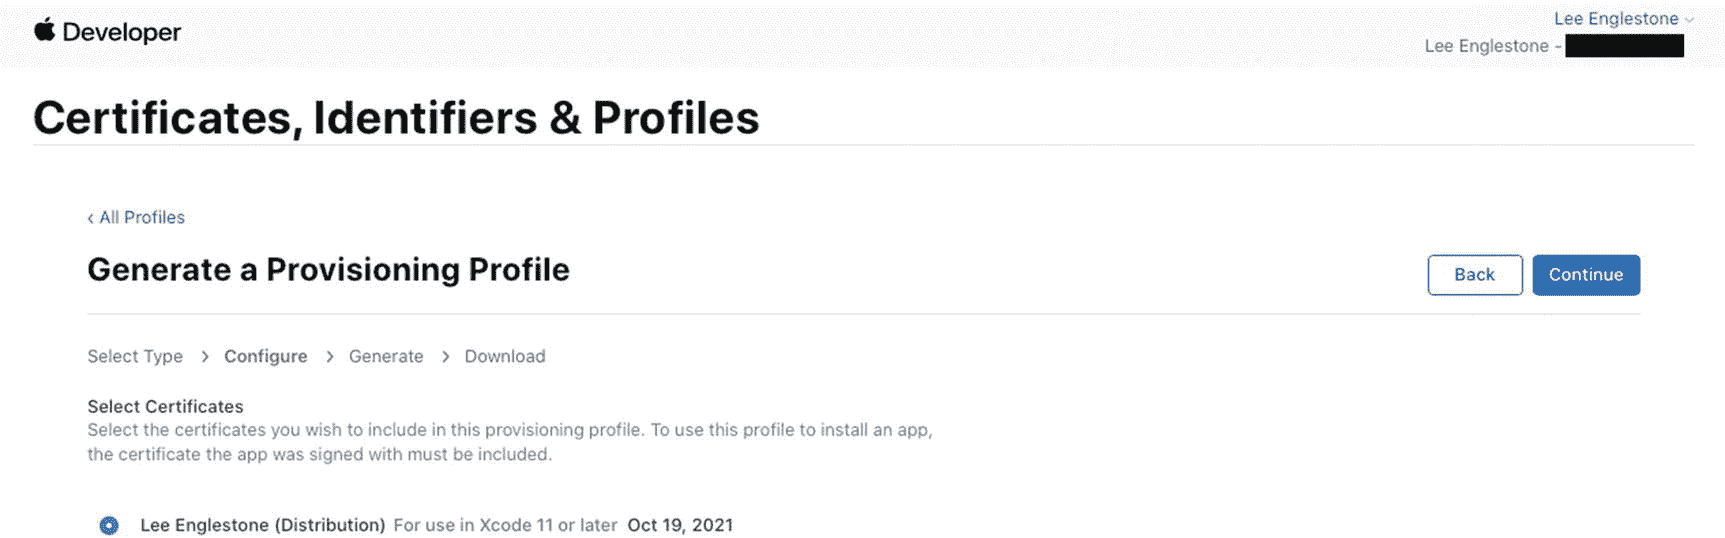 Developer
Lee Englestone
Lee Englestone -
Certificates, Identifiers & Profiles
‹ All Profiles
Generate a Provisioning Profile
Back Continue
Select Type > Configure > Generate > Download
Select Certificates
Select the certificates you wish to include in this provisioning profile. To use this profile to install an app,
the certificate the app was signed with must be included.
Lee Englestone (Distribution) For use in Xcode 11 or later Oct 19, 2021